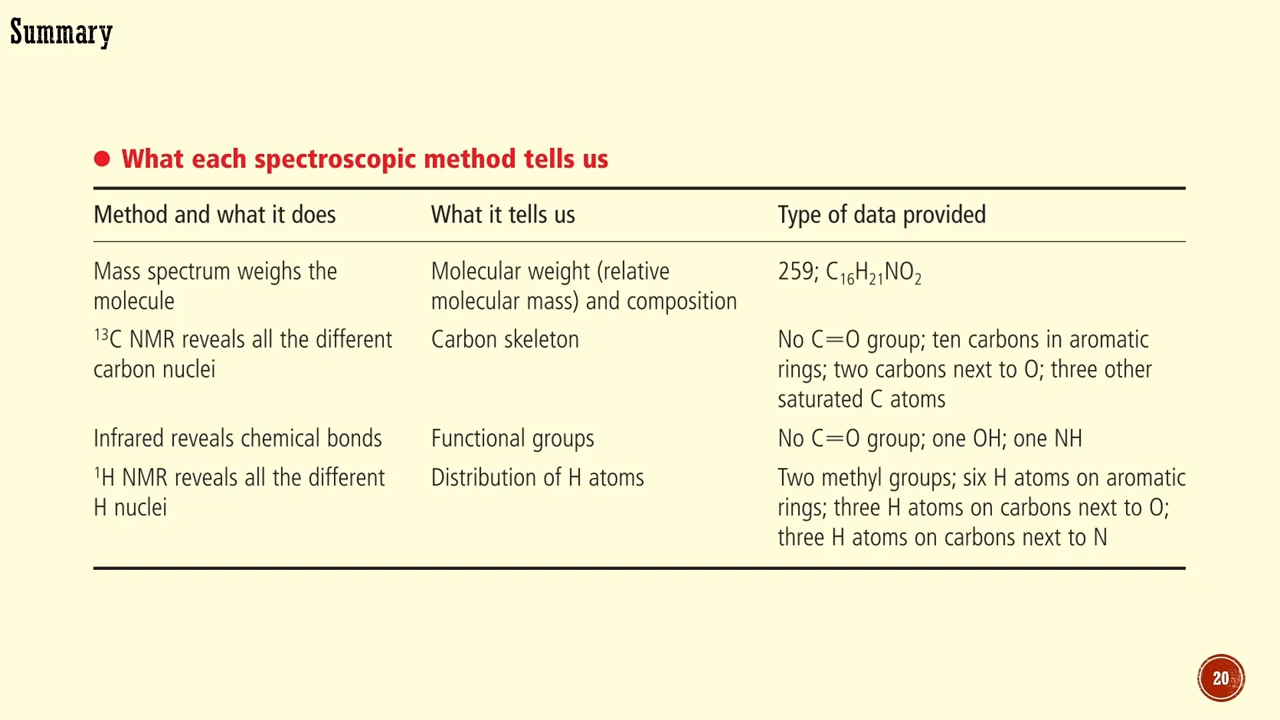 Summary
● What each spectroscopic method tells us
Method and what it does What it tells us Type of data provided
Mass spectrum weighs the molecule Molecular weight (relative molecular mass) and composition 259; C₁₆H₂₁NO₂
¹³C NMR reveals all the different carbon nuclei Carbon skeleton No C=O group; ten carbons in aromatic rings; two carbons next to O; three other saturated C atoms
Infrared reveals chemical bonds Functional groups No C=O group; one OH; one NH
¹H NMR reveals all the different H nuclei Distribution of H atoms Two methyl groups; six H atoms on aromatic rings; three H atoms on carbons next to O; three H atoms on carbons next to N
20